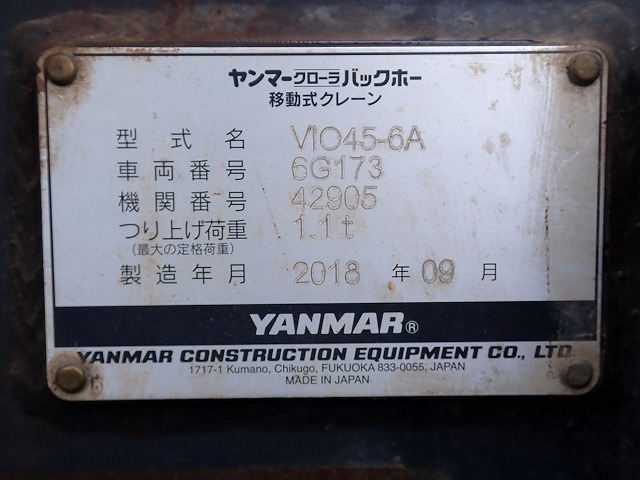 ヤンマークローラバックホー
移動式クレーン
型式名 ViO45-6A
車両番号 6G173
機関番号 42905
つり上げ荷重 1.1t
(最大の定格荷重)
製造年月 2018 年 09 月
YANMAR®
YANMAR CONSTRUCTION EQUIPMENT CO., LTD.
1717-1 Kumano, Chikugo, FUKUOKA 833-0055, JAPAN
MADE IN JAPAN